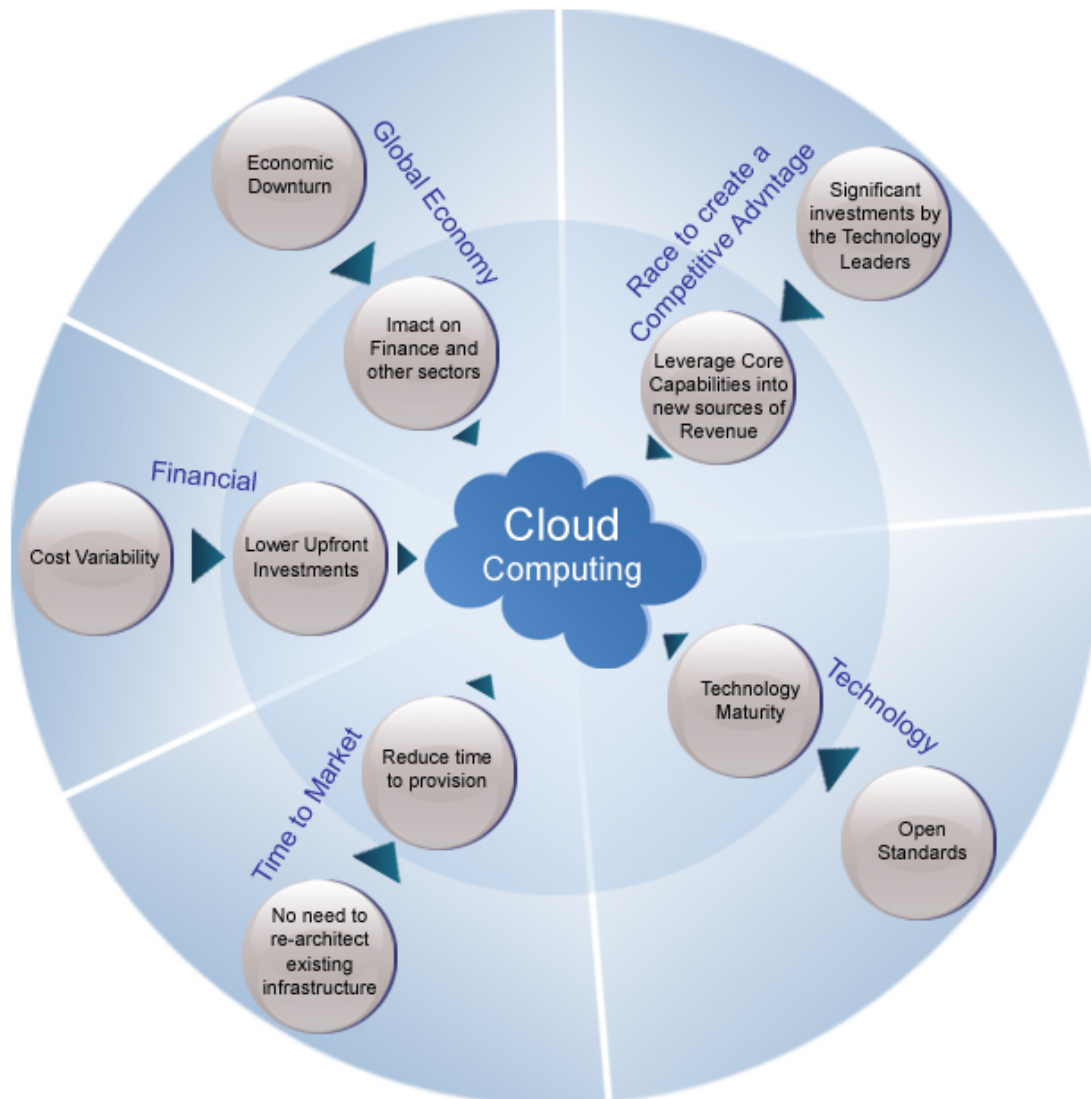 Global Economy
Economic
Downturn
Imact on
Finance and
other sectors
Race to create a
Competitive Advntage
Significant
investments by
the Technology
Leaders
Leverage Core
Capabilities into
new sources of
Revenue
Financial
Cost Variability
Lower Upfront
Investments
Cloud
Computing
Technology
Technology
Maturity
Open
Standards
Time to Market
Reduce time
to provision
No need to
re-architect
existing
infrastructure